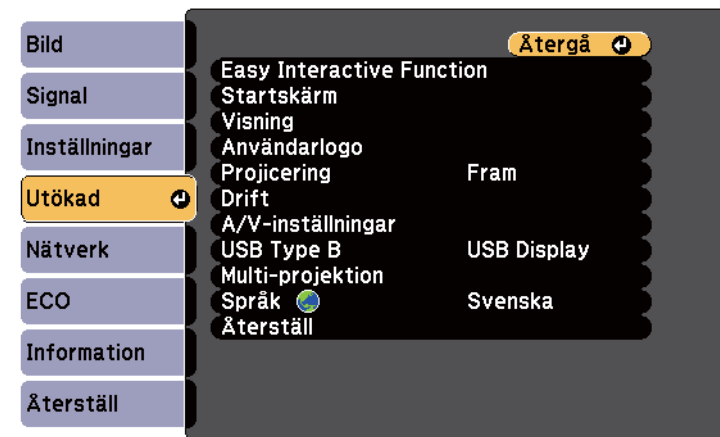 Bild
Signal
Inställningar
Utökad
Nätverk
ECO
Information
Återställ
Återgå
Easy Interactive Function
Startskärm
Visning
Användarlogo
Projicering Fram
Drift
A/V-inställningar
USB Type B USB Display
Multi-projektion
Språk Svenska
Återställ